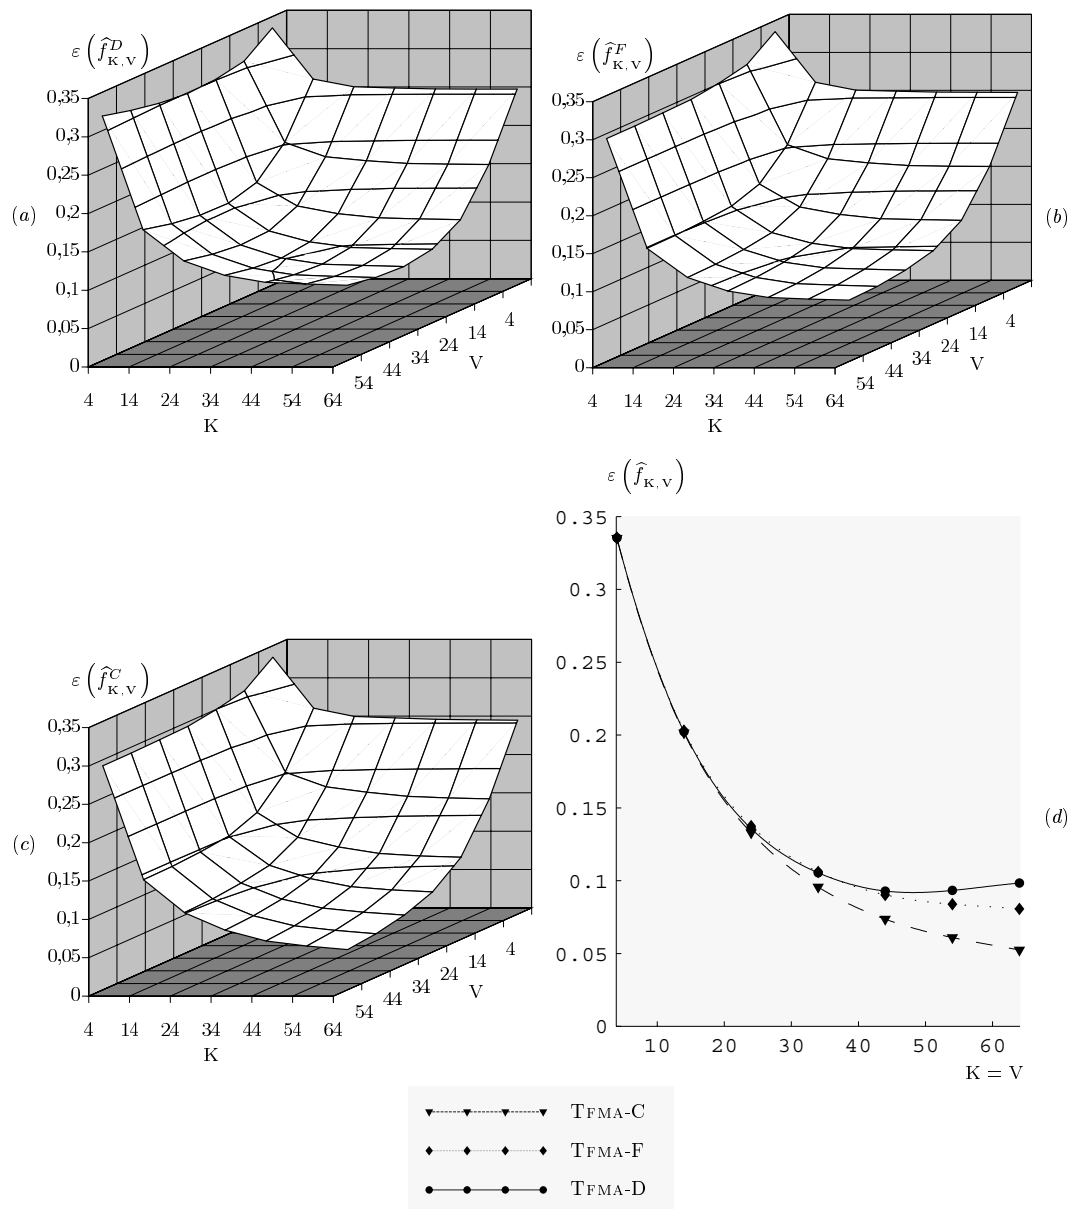 ε(f̂ᴰ K,V)
0,35
0,3
0,25
0,2
0,15
0,1
0,05
0
4 14 24 34 44 54 64
K
54 44 34 24 14 4
V
(a)
ε(f̂ᶠ K,V)
0,35
0,3
0,25
0,2
0,15
0,1
0,05
0
4 14 24 34 44 54 64
K
54 44 34 24 14 4
V
(b)
ε(f̂ᶜ K,V)
0,35
0,3
0,25
0,2
0,15
0,1
0,05
0
4 14 24 34 44 54 64
K
54 44 34 24 14 4
V
(c)
ε(f̂ K,V)
0.35
0.3
0.25
0.2
0.15
0.1
0.05
0
10 20 30 40 50 60
K = V
(d)
TFMA-C
TFMA-F
TFMA-D